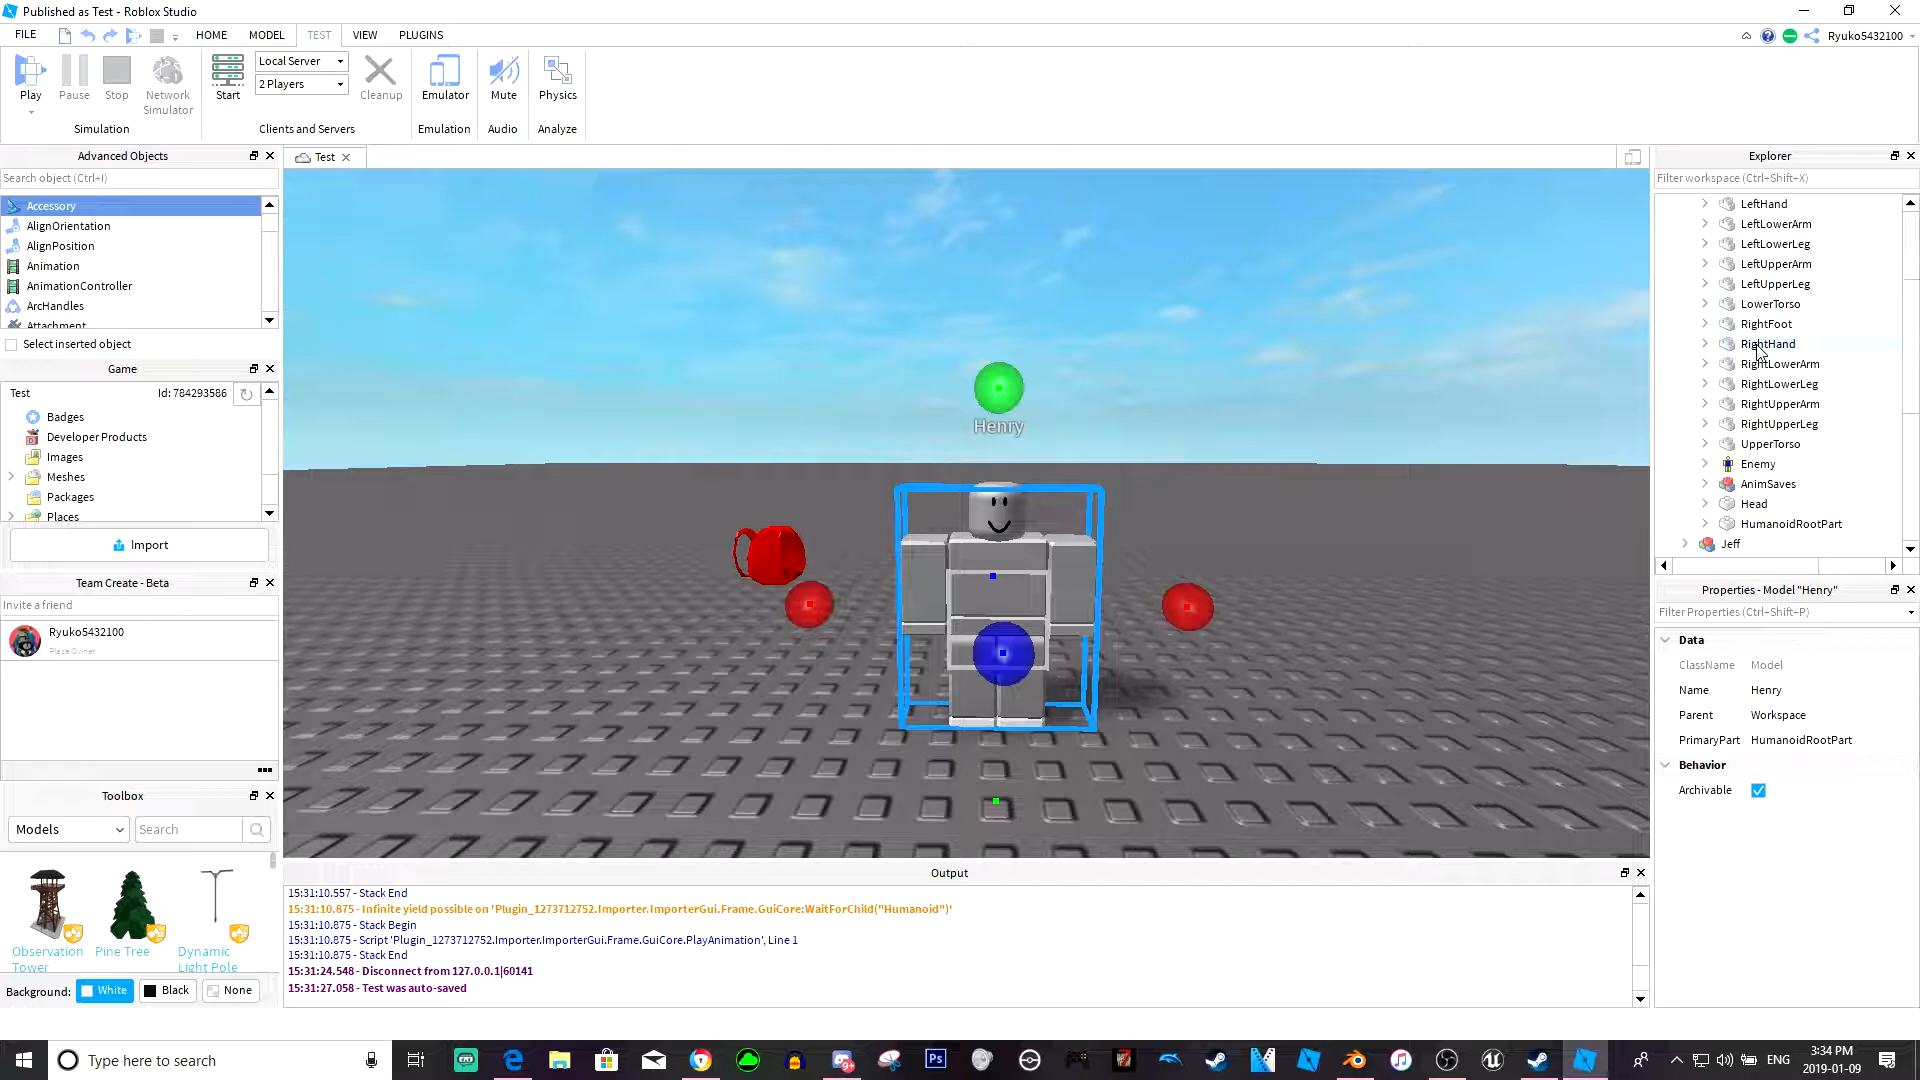 Published as Test - Roblox Studio
FILE
HOME
MODEL
TEST
VIEW
PLUGINS
Ryuko5432100
Play
Pause
Stop
Network
Simulator
Simulation
Start
Local Server
2 Players
Cleanup
Clients and Servers
Emulator
Emulation
Mute
Audio
Physics
Analyze
Advanced Objects
Search object (Ctrl+I)
Accessory
AlignOrientation
AlignPosition
Animation
AnimationController
ArcHandles
Attachment
Select inserted object
Game
Test
Id: 784293586
Badges
Developer Products
Images
Meshes
Packages
Places
Import
Team Create - Beta
Invite a friend
Ryuko5432100
Place Owner
Toolbox
Models
Search
Observation
Tower
Pine Tree
Dynamic
Light Pole
Background:
White
Black
None
Test
Henry
Output
15:31:10.557 - Stack End
15:31:10.875 - Infinite yield possible on 'Plugin_1273712752.Importer.ImporterGui.Frame.GuiCore:WaitForChild("Humanoid")'
15:31:10.875 - Stack Begin
15:31:10.875 - Script 'Plugin_1273712752.Importer.ImporterGui.Frame.GuiCore.PlayAnimation', Line 1
15:31:10.875 - Stack End
15:31:24.548 - Disconnect from 127.0.0.1|60141
15:31:27.058 - Test was auto-saved
Explorer
Filter workspace (Ctrl+Shift+X)
LeftHand
LeftLowerArm
LeftLowerLeg
LeftUpperArm
LeftUpperLeg
LowerTorso
RightFoot
RightHand
RightLowerArm
RightLowerLeg
RightUpperArm
RightUpperLeg
UpperTorso
Enemy
AnimSaves
Head
HumanoidRootPart
Jeff
Properties - Model "Henry"
Filter Properties (Ctrl+Shift+P)
Data
ClassName Model
Name Henry
Parent Workspace
PrimaryPart HumanoidRootPart
Behavior
Archivable
Type here to search
Ps
9+
ENG
3:34 PM
2019-01-09